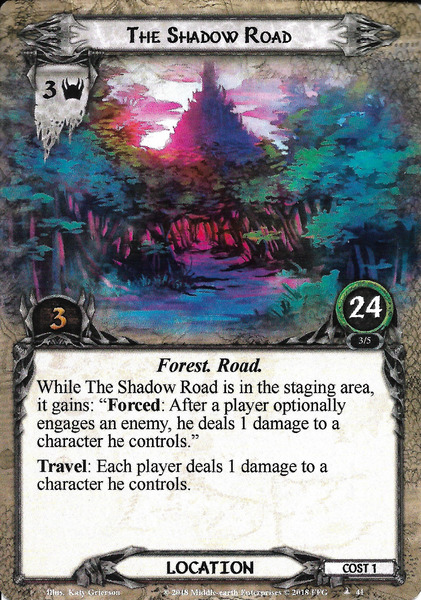 THE SHADOW ROAD
3
3
24
3/5
Forest. Road.
While The Shadow Road is in the staging area,
it gains: “Forced: After a player optionally
engages an enemy, he deals 1 damage to a
character he controls.”
Travel: Each player deals 1 damage to a
character he controls.
LOCATION
COST 1
Illus. Katy Grierson
© 2018 Middle-earth Enterprises © 2018 FFG
41